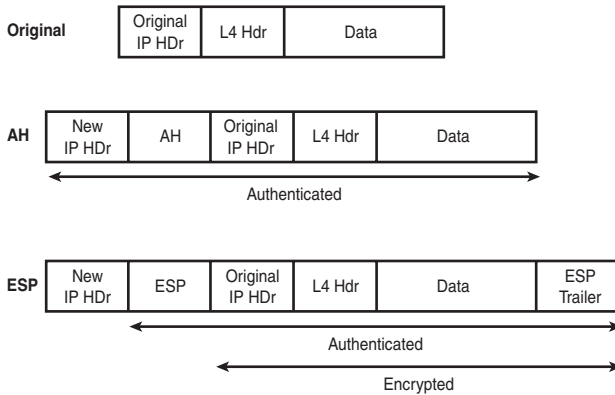 Original
Original
IP HDr
L4 Hdr
Data
AH
New
IP HDr
AH
Original
IP HDr
L4 Hdr
Data
Authenticated
ESP
New
IP HDr
ESP
Original
IP HDr
L4 Hdr
Data
ESP
Trailer
Authenticated
Encrypted